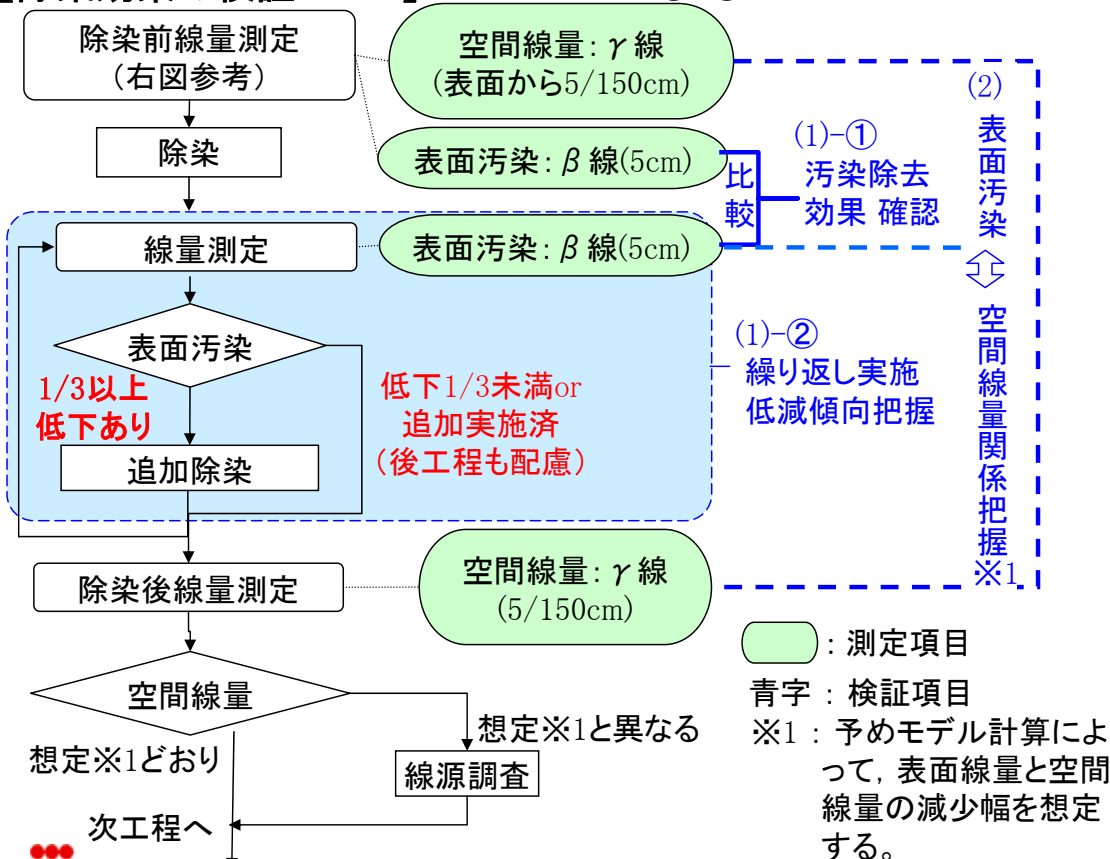 除染前線量測定
(右図参考)
空間線量：γ線
(表面から5/150cm)
除染
表面汚染：β線(5cm)
比較
(1)-①
汚染除去
効果 確認
(2)
表面汚染⇔空間線量関係把握※1
線量測定
表面汚染：β線(5cm)
表面汚染
1/3以上
低下あり
低下1/3未満or
追加実施済
（後工程も配慮）
(1)-②
繰り返し実施
低減傾向把握
追加除染
除染後線量測定
空間線量：γ線
(5/150cm)
：測定項目
青字：検証項目
※1：予めモデル計算によ
って，表面線量と空間
線量の減少幅を想定
する。
空間線量
想定※1どおり
想定※1と異なる
線源調査
次工程へ